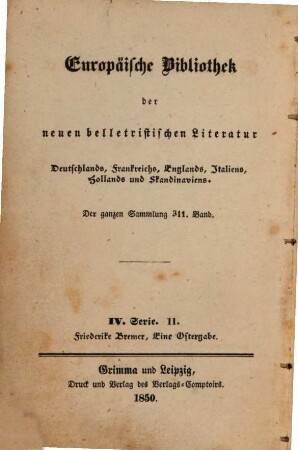 Europäische Bibliothek
der
neuen belletristischen Literatur
Deutschlands, Frankreichs, Englands, Italiens,
Hollands und Skandinaviens.
Der ganzen Sammlung 311. Band.
IV. Serie. 11.
Friederike Bremer, Eine Ostergabe.
Grimma und Leipzig,
Druck und Verlag des Verlags-Comptoirs.
1850.